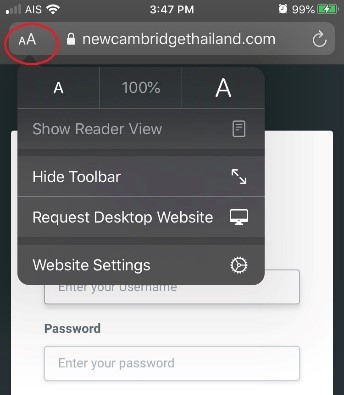 AIS 3:47 PM 99%
AA newcambridgethailand.com
A 100% A
Show Reader View
Hide Toolbar
Request Desktop Website
Website Settings
Enter your Username
Password
Enter your password